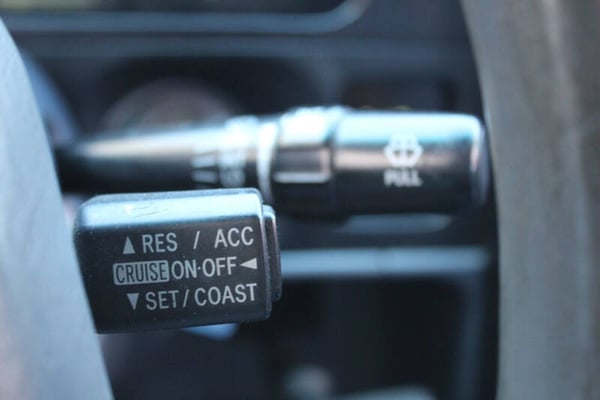 PULL
▲ RES / ACC
CRUISE ON·OFF ◄
▼ SET / COAST